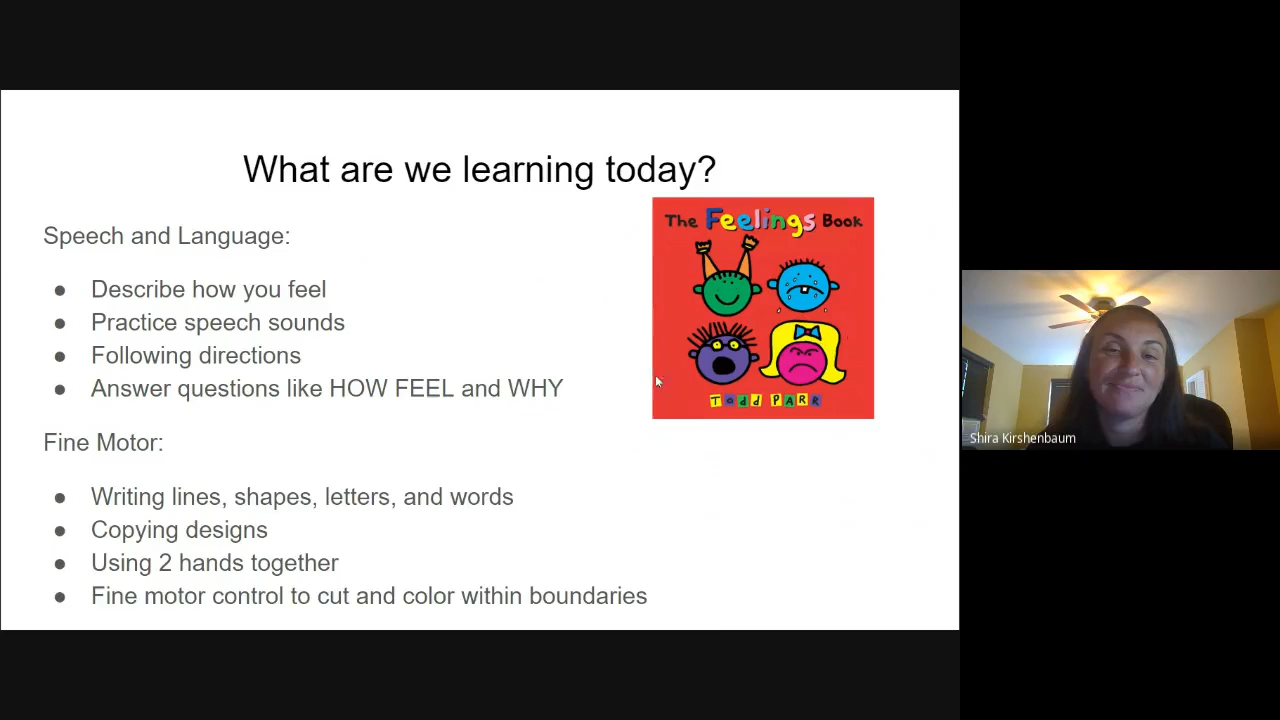 What are we learning today?
Speech and Language:
● Describe how you feel
● Practice speech sounds
● Following directions
● Answer questions like HOW FEEL and WHY
Fine Motor:
● Writing lines, shapes, letters, and words
● Copying designs
● Using 2 hands together
● Fine motor control to cut and color within boundaries
The Feelings Book
Todd PARR
Shira Kirshenbaum